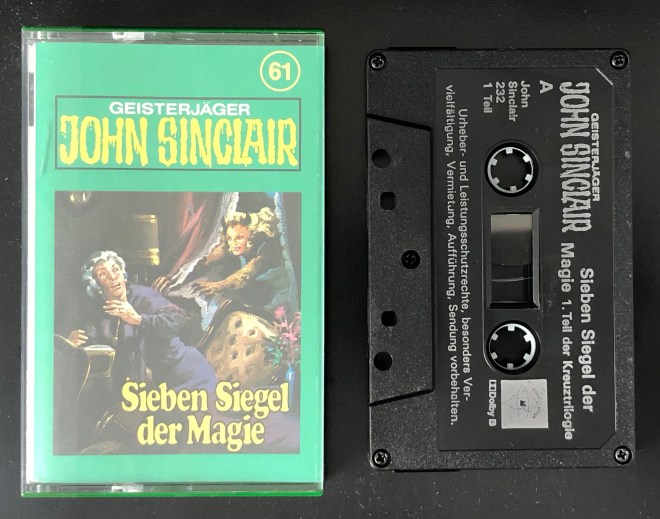 61
GEISTERJÄGER
JOHN SINCLAIR
Sieben Siegel
der Magie
GEISTERJÄGER
JOHN SINCLAIR
A
John
Sinclair
232
1 Teil
Sieben Siegel der
Magie 1. Teil der Kreuztrilogie
Urheber- und Leistungsschutzrechte, besonders Ver-
vielfältigung, Vermietung, Aufführung, Sendung vorbehalten.
Dolby B